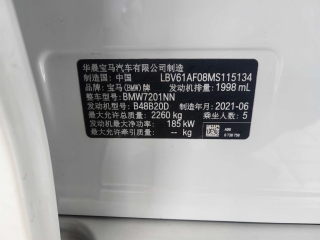 华晨宝马汽车有限公司制造
制造国：中国 LBV61AF08MS115134
品牌：宝马(BMW)牌 发动机排量：1998 mL
整车型号：BMW7201NN
发动机型号：B48B20D 制造年月：2021-06
最大允许总质量：2260 kg 乘坐人数：5
发动机最大净功率：185 kW
最大允许牵引质量：-- kg